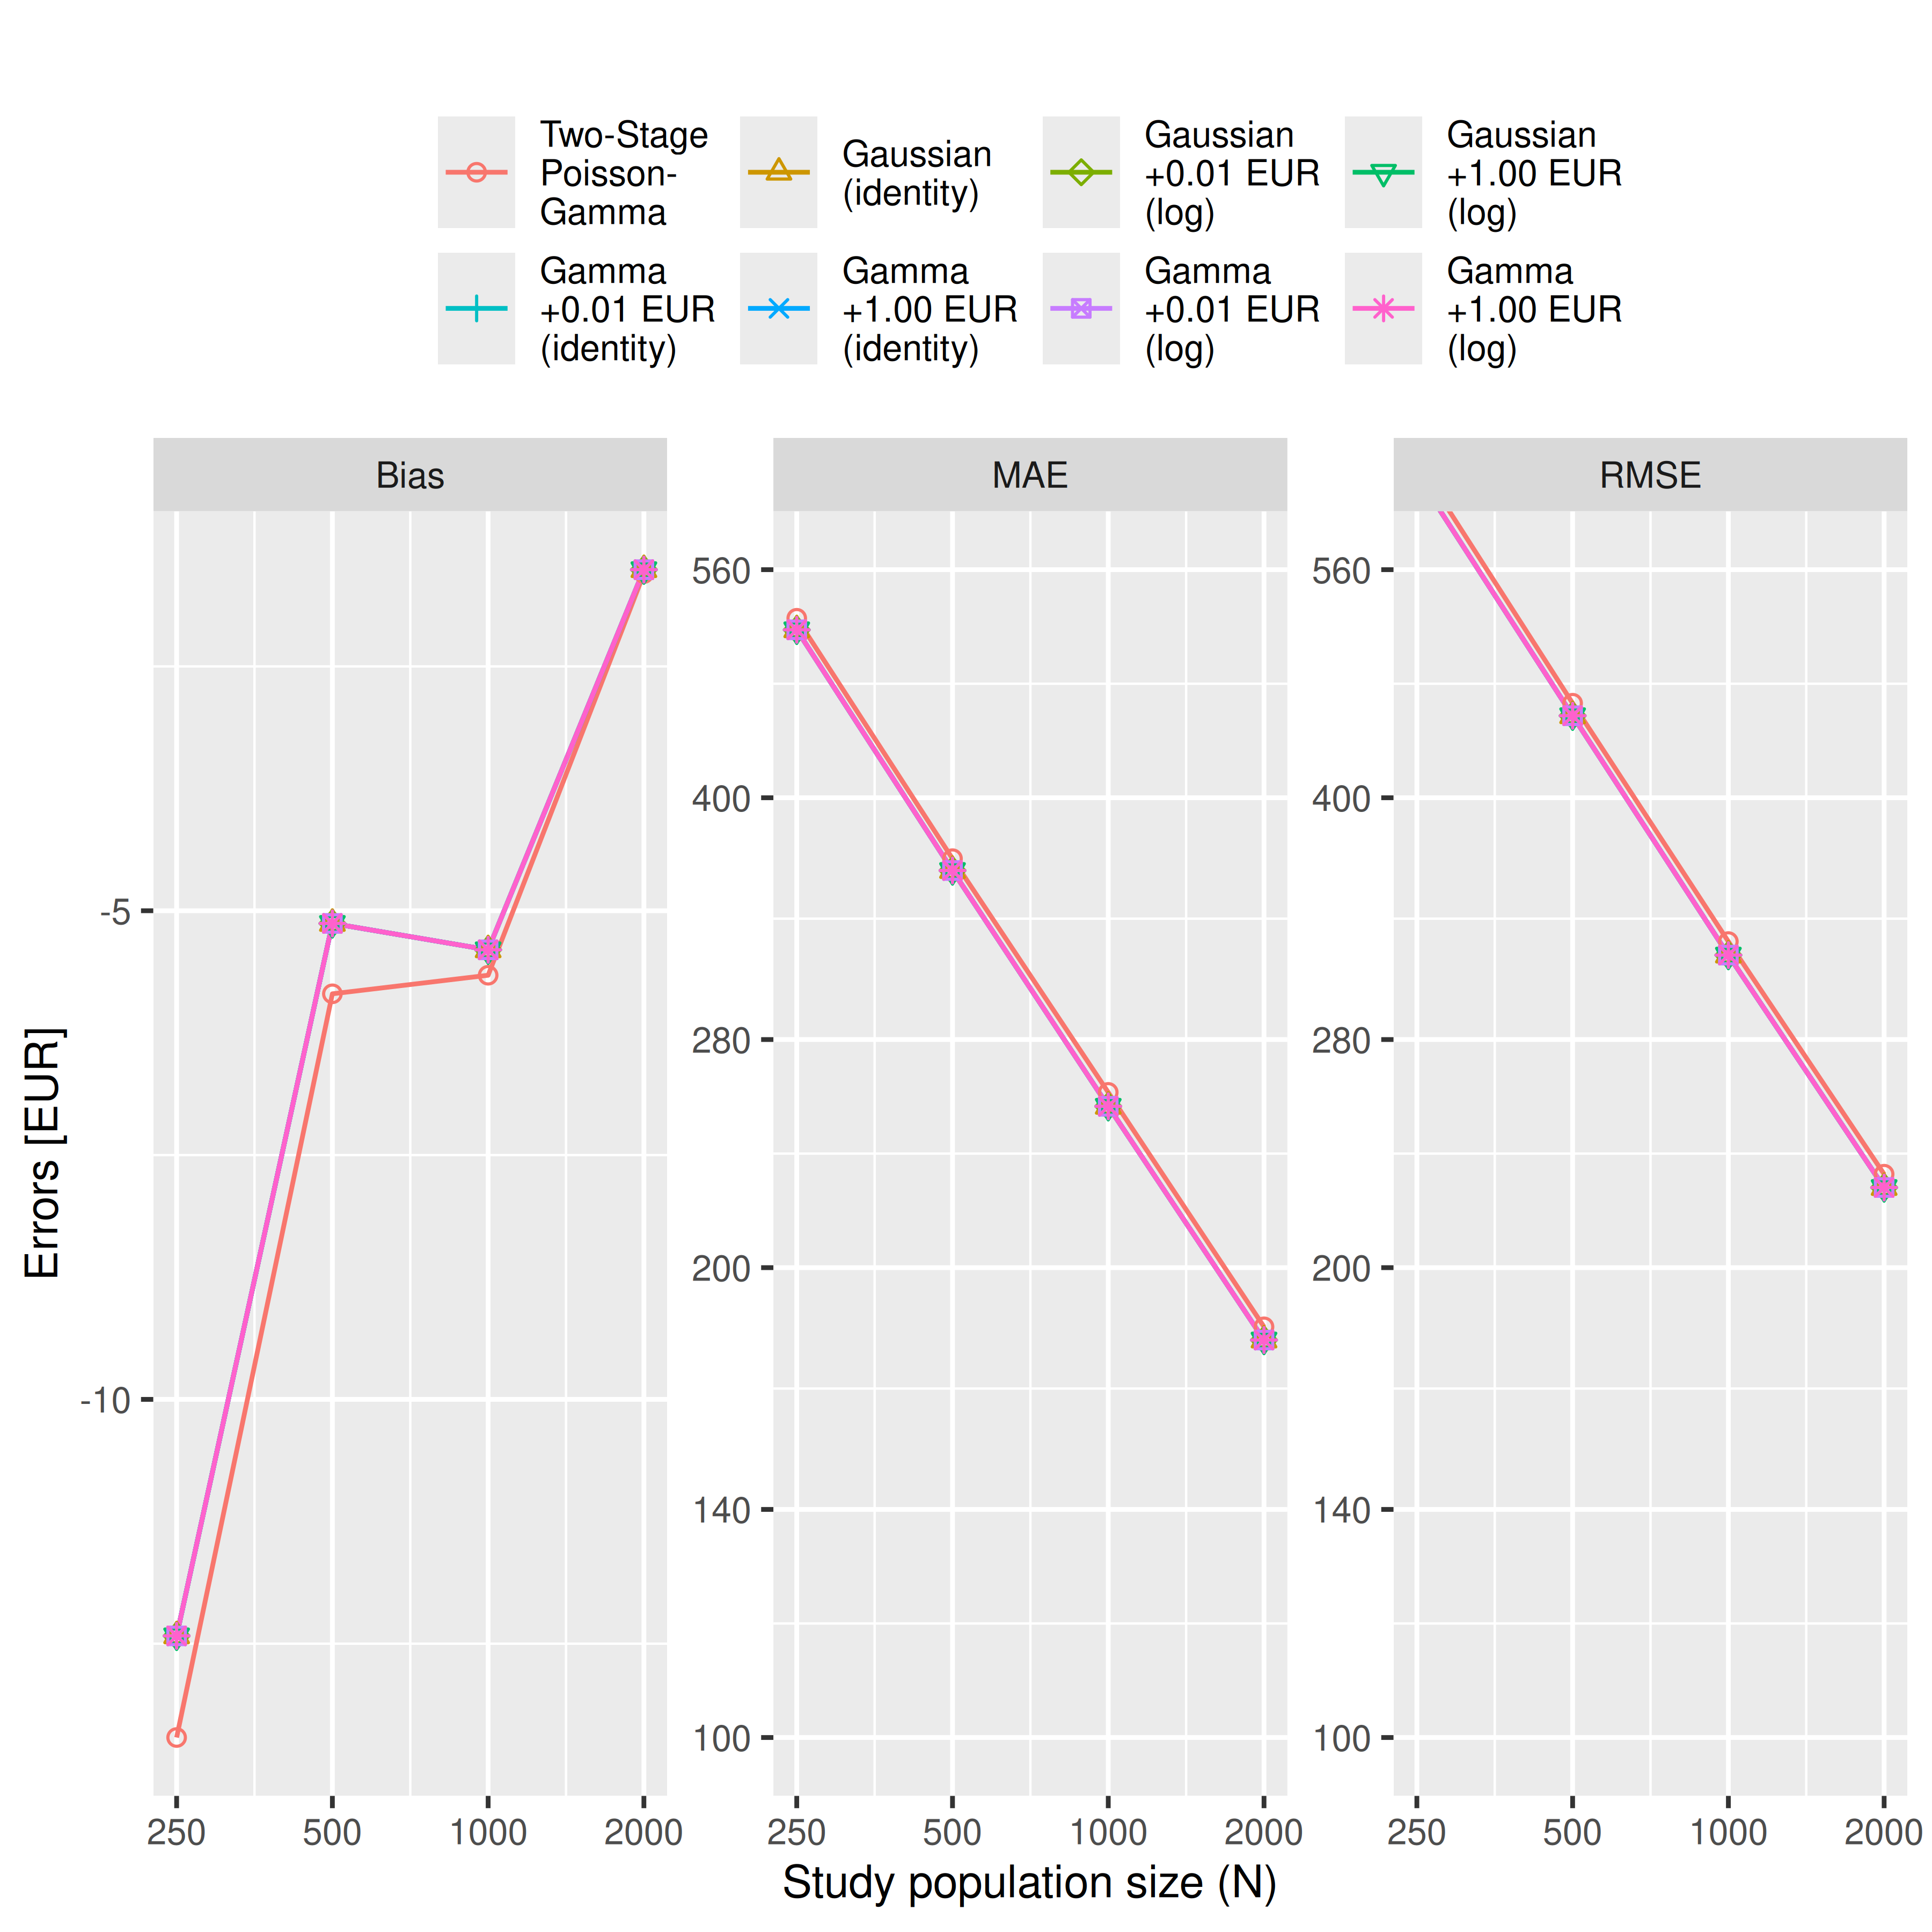 Two-Stage
Poisson-
Gamma
Gaussian
(identity)
Gaussian
+0.01 EUR
(log)
Gaussian
+1.00 EUR
(log)
Gamma
+0.01 EUR
(identity)
Gamma
+1.00 EUR
(identity)
Gamma
+0.01 EUR
(log)
Gamma
+1.00 EUR
(log)
Bias
MAE
RMSE
Errors [EUR]
-5
-10
560
400
280
200
140
100
560
400
280
200
140
100
250 500 1000 2000
250 500 1000 2000
250 500 1000 2000
Study population size (N)